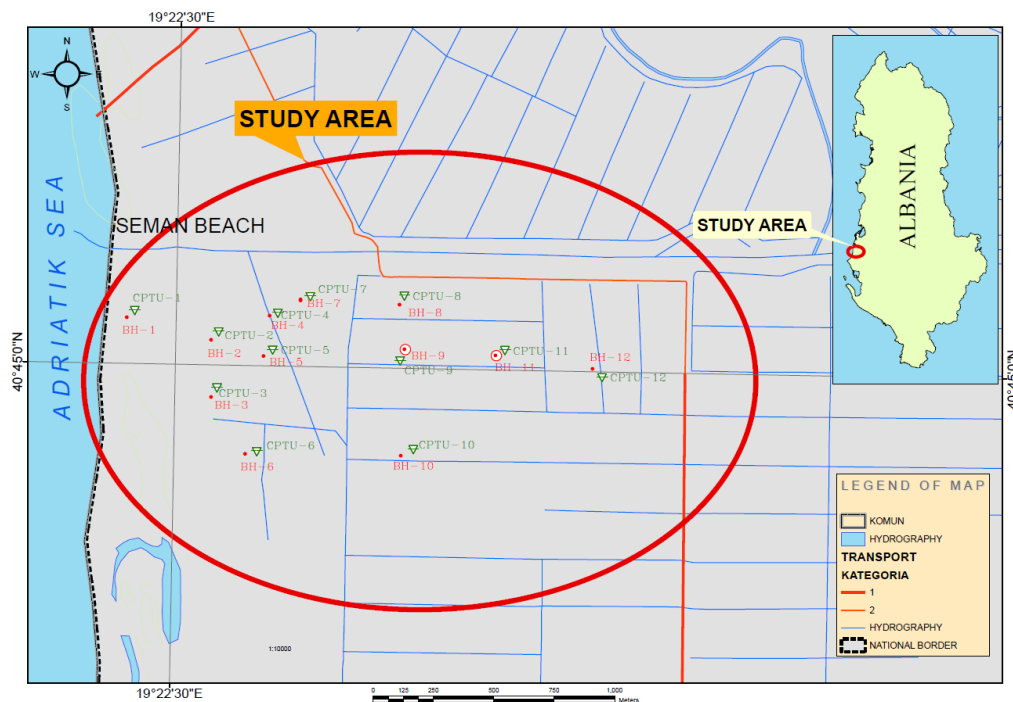 19°22'30"E
N
W
S
STUDY AREA
ADRIATIK SEA
SEMAN BEACH
STUDY AREA
ALBANIA
CPTU-1
BH-1
CPTU-2
BH-2
CPTU-7
BH-7
CPTU-4
BH-4
CPTU-5
BH-5
CPTU-3
BH-3
CPTU-6
BH-6
CPTU-8
BH-8
BH-9
CPTU-9
CPTU-11
BH-11
BH-12
CPTU-12
CPTU-10
BH-10
40°45'0"N
40°45'0"N
LEGEND OF MAP
KOMUN
HYDROGRAPHY
TRANSPORT
KATEGORIA
1
2
HYDROGRAPHY
NATIONAL BORDER
1:10000
19°22'30"E
0 125 250 500 750 1,000
Meters